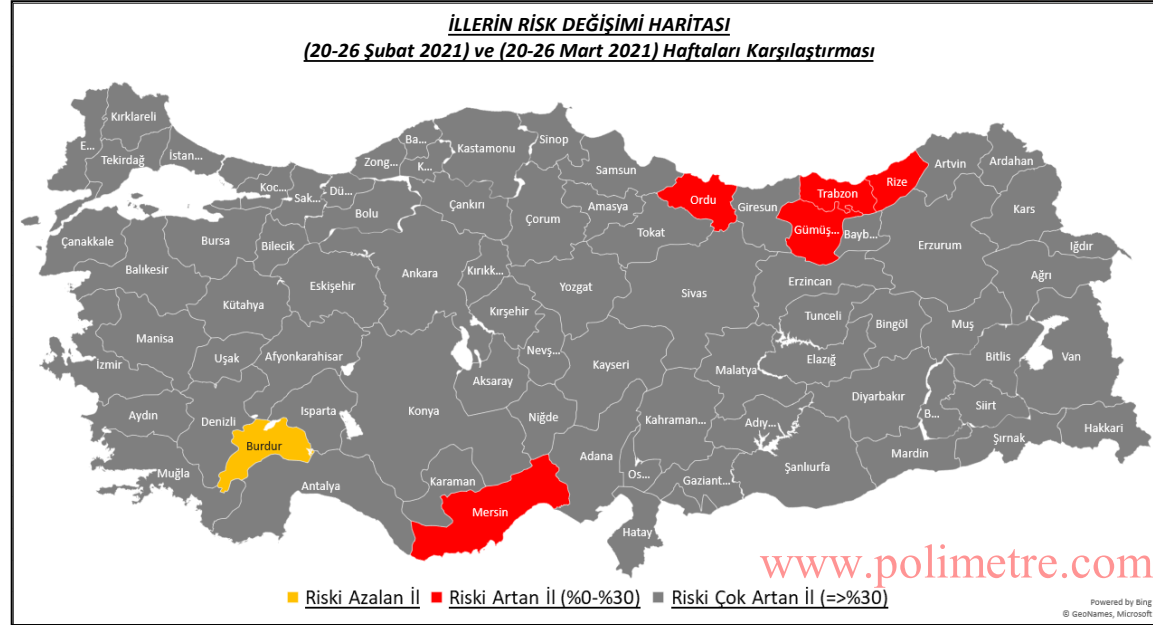 İLLERİN RİSK DEĞİŞİMİ HARİTASI
(20-26 Şubat 2021) ve (20-26 Mart 2021) Haftaları Karşılaştırması
Kırklareli
E...
Tekirdağ
İstan...
Koc...
Sak...
Dü...
Zong...
Ba...
K...
Kastamonu
Sinop
Samsun
Ordu
Giresun
Trabzon
Rize
Artvin
Ardahan
Kars
Iğdır
Çanakkale
Balıkesir
Bursa
Bilecik
Bolu
Çankırı
Çorum
Amasya
Tokat
Gümüş...
Bayb...
Erzurum
Ağrı
Kütahya
Eskişehir
Ankara
Kırıkk...
Kırşehir
Yozgat
Sivas
Erzincan
Tunceli
Bingöl
Muş
Bitlis
Van
Manisa
İzmir
Uşak
Afyonkarahisar
Aksaray
Nevş...
Kayseri
Malatya
Elazığ
Diyarbakır
B...
Siirt
Hakkari
Şırnak
Aydın
Denizli
Isparta
Burdur
Konya
Niğde
Kahraman...
Adıy...
Mardin
Şanlıurfa
Muğla
Antalya
Karaman
Mersin
Adana
Os...
Gaziant...
Hatay
www.polimetre.com
Riski Azalan İl
Riski Artan İl (%0-%30)
Riski Çok Artan İl (=>%30)
Powered by Bing
© GeoNames, Microsoft